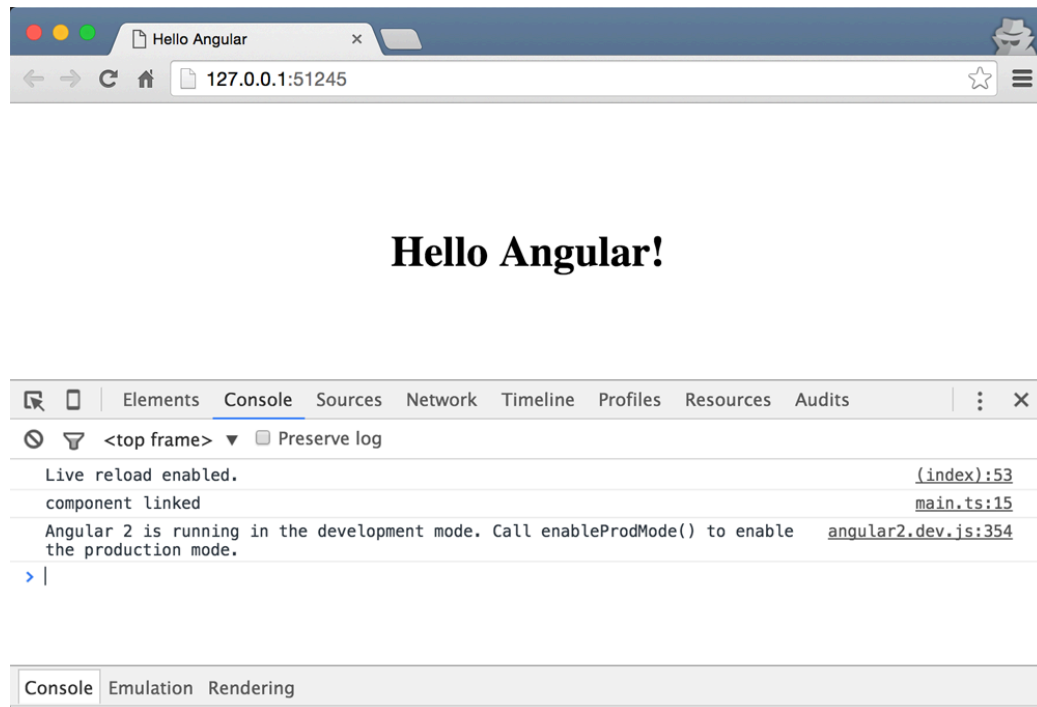 Hello Angular
127.0.0.1:51245
Hello Angular!
Elements Console Sources Network Timeline Profiles Resources Audits
<top frame> ▼ Preserve log
Live reload enabled. (index):53
component linked main.ts:15
Angular 2 is running in the development mode. Call enableProdMode() to enable angular2.dev.js:354
the production mode.
>
Console Emulation Rendering